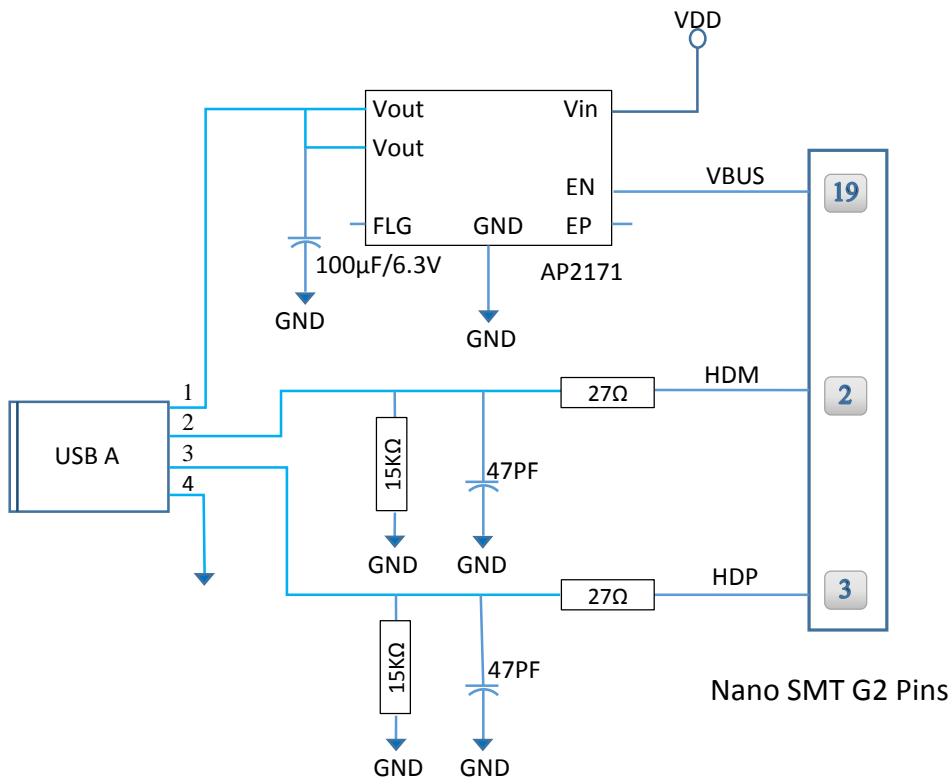 VDD
Vout
Vin
Vout
EN
VBUS
19
FLG
GND
EP
100µF/6.3V
AP2171
GND
GND
1
2
3
4
USB A
27Ω
HDM
2
15KΩ
47PF
GND
GND
27Ω
HDP
3
15KΩ
47PF
GND
GND
Nano SMT G2 Pins